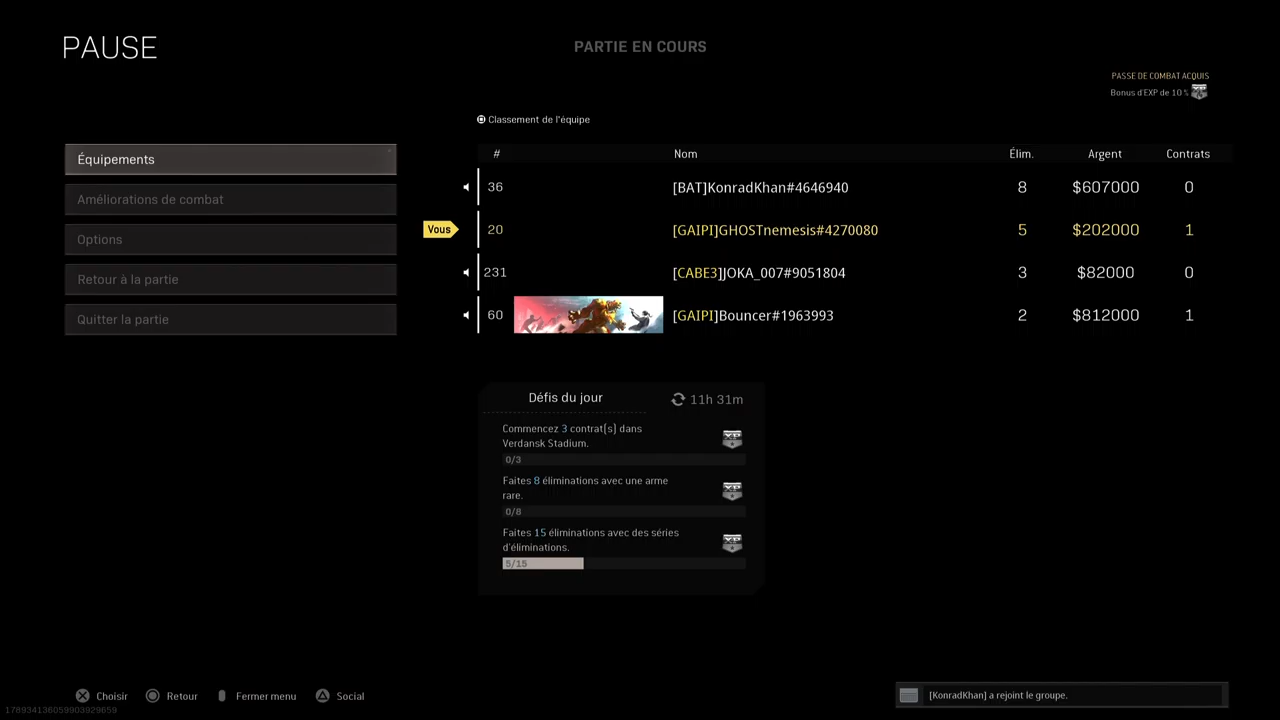 PAUSE
PARTIE EN COURS
PASSE DE COMBAT ACQUIS
Bonus d'EXP de 10 %
Classement de l'équipe
# Nom Élim. Argent Contrats
36 [BAT]KonradKhan#4646940 8 $607000 0
Vous 20 [GAIPI]GHOSTnemesis#4270080 5 $202000 1
231 [CABE3]JOKA_007#9051804 3 $82000 0
60 [GAIPI]Bouncer#1963993 2 $812000 1
Équipements
Améliorations de combat
Options
Retour à la partie
Quitter la partie
Défis du jour 11h 31m
Commencez 3 contrat(s) dans
Verdansk Stadium.
XP
0/3
Faites 8 éliminations avec une arme
rare.
XP
0/8
Faites 15 éliminations avec des séries
d'éliminations.
XP
5/15
Choisir Retour Fermer menu Social
[KonradKhan] a rejoint le groupe.
178934136059903929659